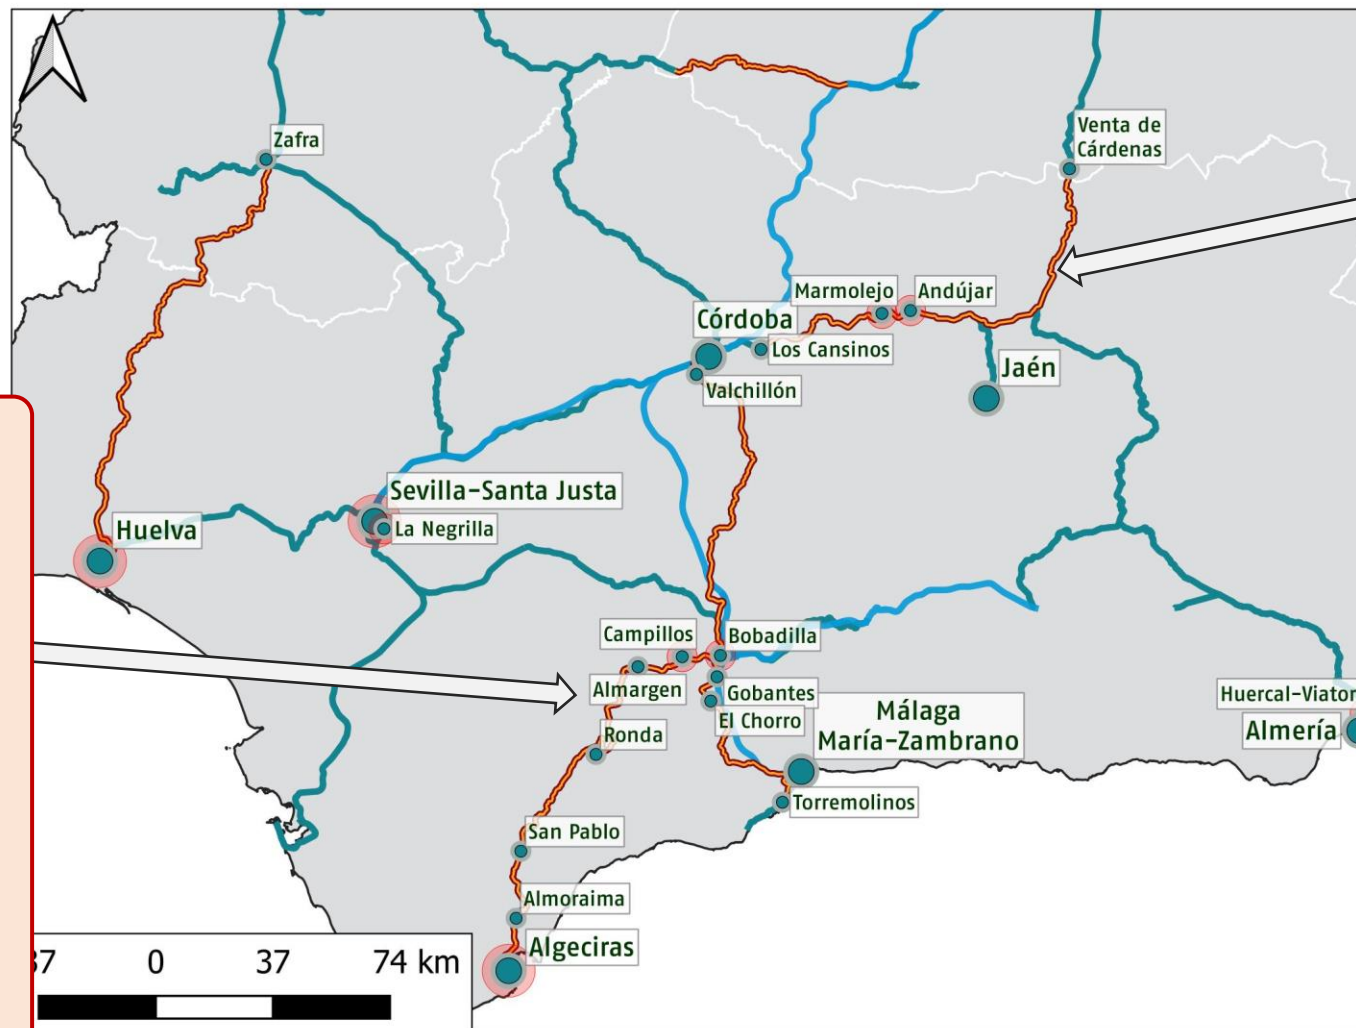 Zafra
Venta de
Cárdenas
Marmolejo
Andújar
Córdoba
Los Cansinos
Jaén
Valchillón
Sevilla-Santa Justa
Huelva
La Negrilla
Campillos
Bobadilla
Almargen
Gobantes
Huercal-Viator
El Chorro
Málaga
María-Zambrano
Almería
Ronda
Torremolinos
San Pablo
Almoraima
Algeciras
37 0 37 74 km